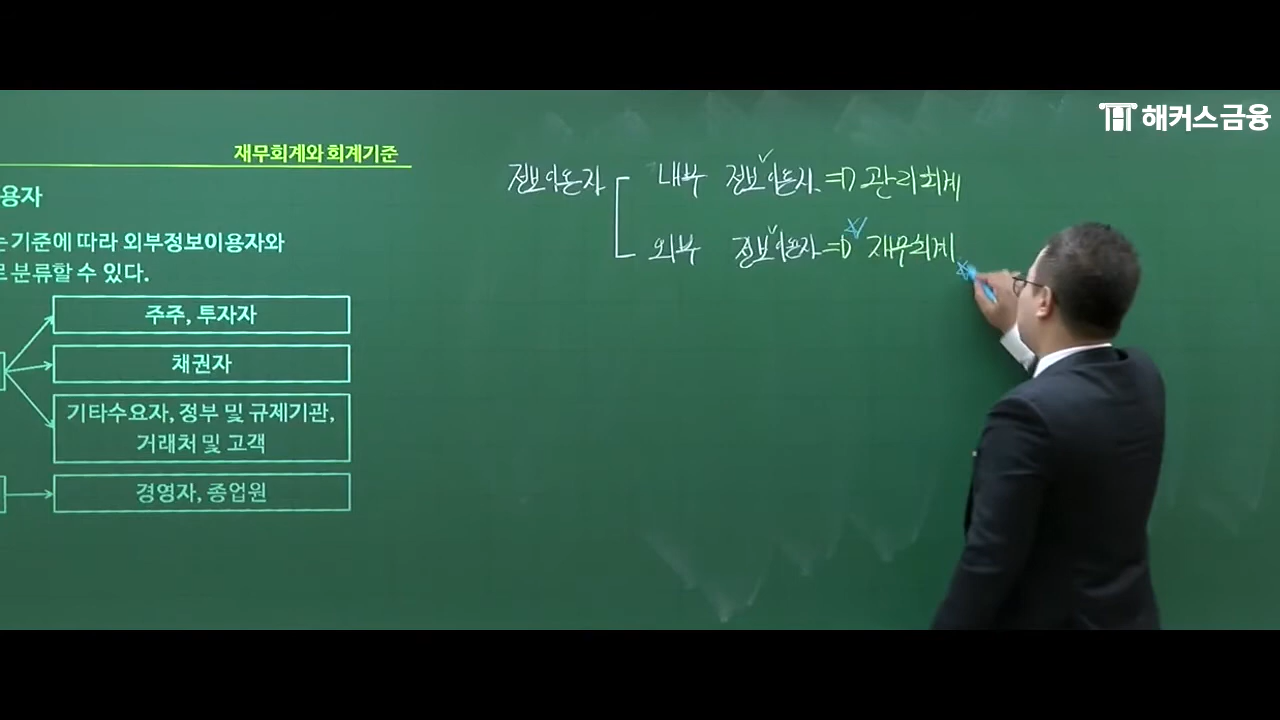 해커스금융
재무회계와 회계기준
용자
는 기준에 따라 외부정보이용자와
로 분류할 수 있다.
주주, 투자자
채권자
기타수요자, 정부 및 규제기관,
거래처 및 고객
경영자, 종업원
정보이용자
내부 정보이용자 ⇒ 관리회계
외부 정보이용자 ⇒ 재무회계